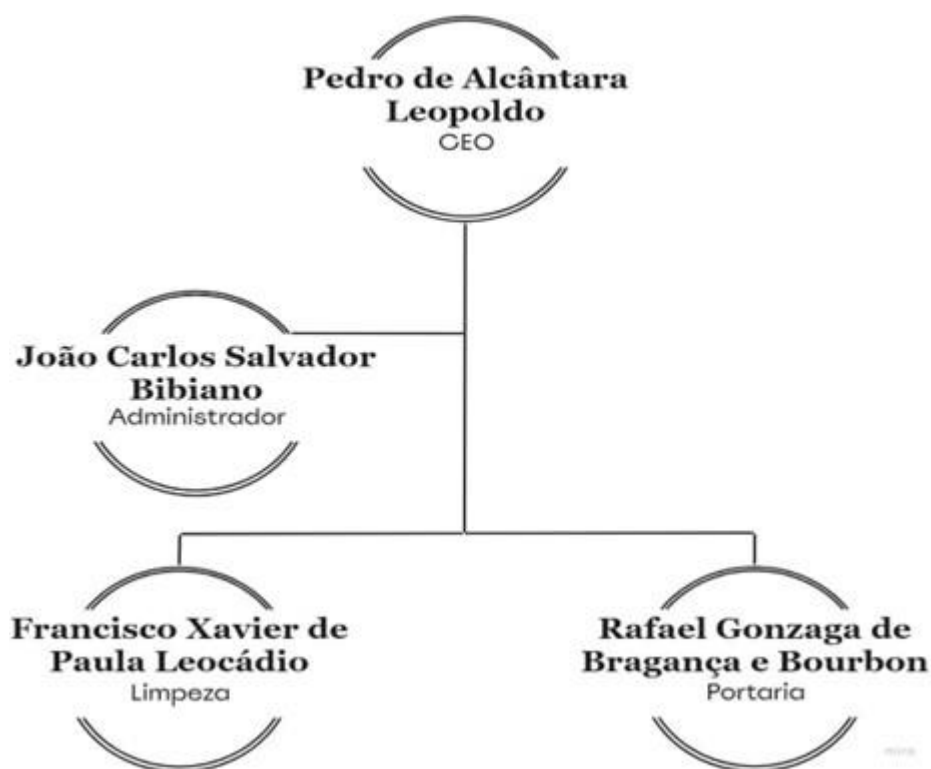 Pedro de Alcântara
Leopoldo
CEO
João Carlos Salvador
Bibiano
Administrador
Francisco Xavier de
Paula Leocádio
Limpeza
Rafael Gonzaga de
Bragança e Bourbon
Portaria
miro